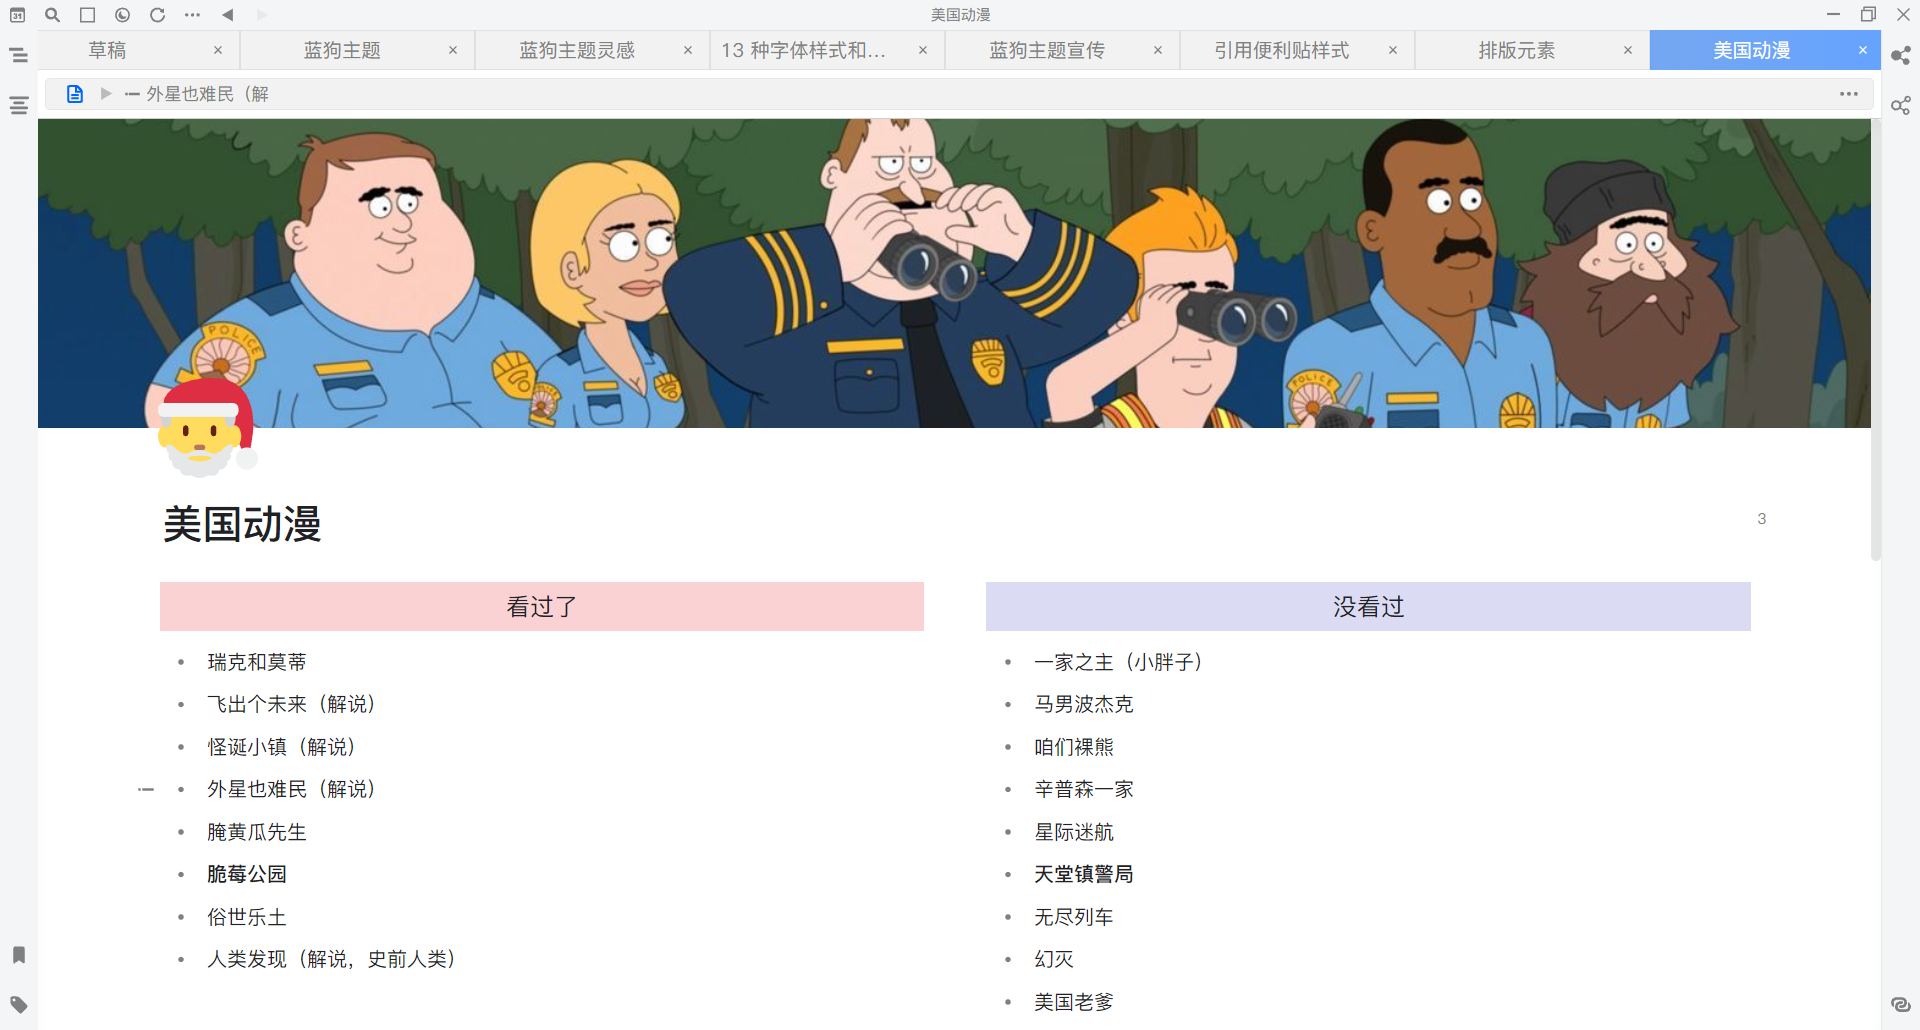 31
美国动漫
草稿 ×
蓝狗主题 ×
蓝狗主题灵感 ×
13 种字体样式和... ×
蓝狗主题宣传 ×
引用便利贴样式 ×
排版元素 ×
美国动漫 ×
外星也难民（解
POLICE
POLICE
美国动漫
3
看过了
瑞克和莫蒂
飞出个未来（解说）
怪诞小镇（解说）
外星也难民（解说）
腌黄瓜先生
脆莓公园
俗世乐土
人类发现（解说，史前人类）
没看过
一家之主（小胖子）
马男波杰克
咱们裸熊
辛普森一家
星际迷航
天堂镇警局
无尽列车
幻灭
美国老爹